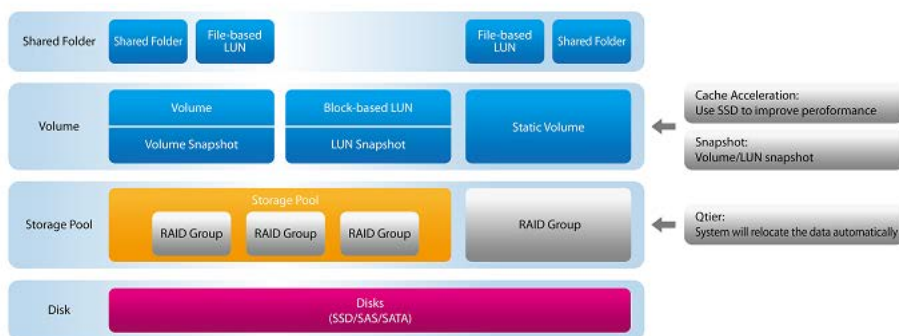 Shared Folder
Shared Folder
File-based
LUN
File-based
LUN
Shared Folder
Volume
Volume
Volume Snapshot
Block-based LUN
LUN Snapshot
Static Volume
Cache Acceleration:
Use SSD to improve peroformance
Snapshot:
Volume/LUN snapshot
Storage Pool
Storage Pool
RAID Group
RAID Group
RAID Group
RAID Group
Qtier:
System will relocate the data automatically
Disk
Disks
(SSD/SAS/SATA)